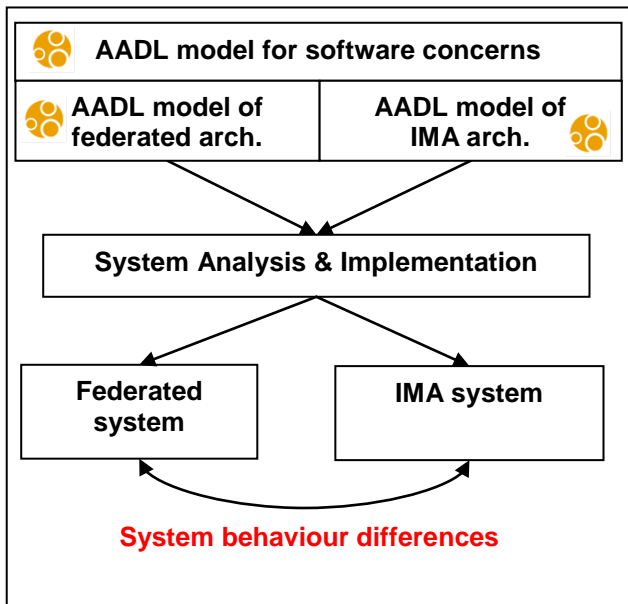 AADL model for software concerns
AADL model of
federated arch.
AADL model of
IMA arch.
System Analysis & Implementation
Federated
system
IMA system
System behaviour differences